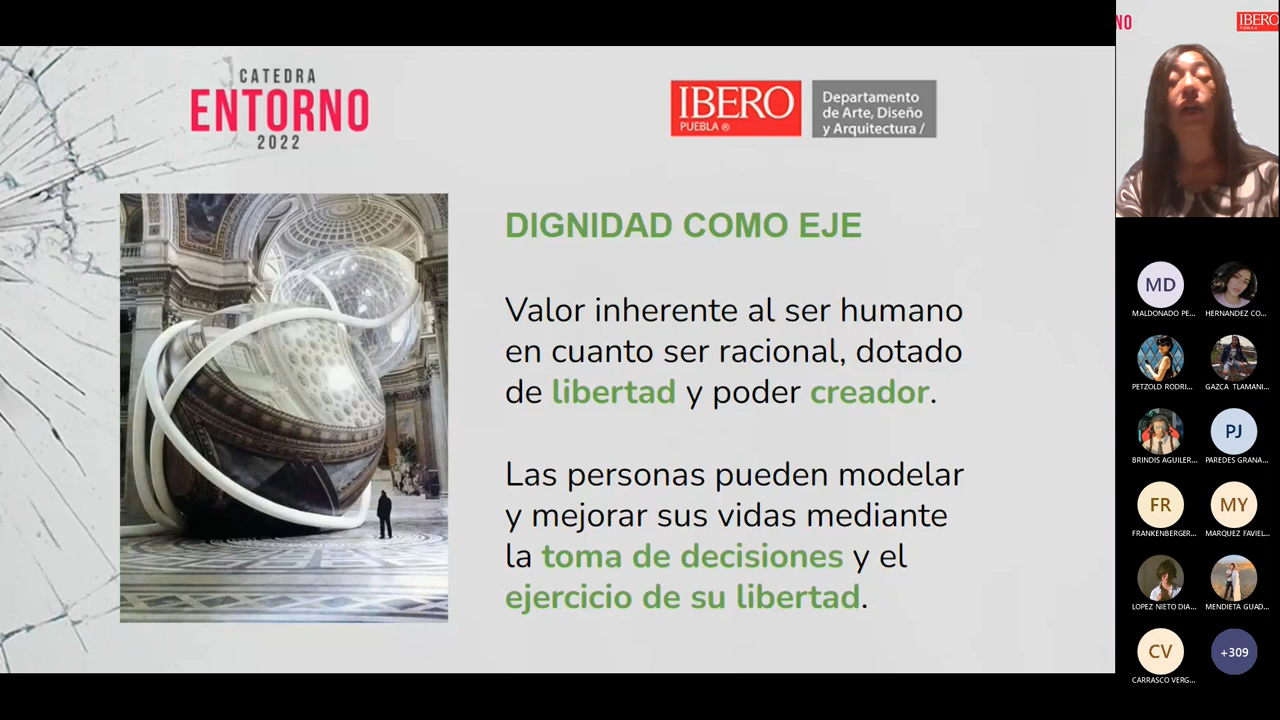 CATEDRA
ENTORNO
2022
IBERO
PUEBLA ®
Departamento
de Arte, Diseño
y Arquitectura /
DIGNIDAD COMO EJE
Valor inherente al ser humano
en cuanto ser racional, dotado
de libertad y poder creador.
Las personas pueden modelar
y mejorar sus vidas mediante
la toma de decisiones y el
ejercicio de su libertad.
NO
IBERO
PUEBLA ®
MD
MALDONADO PE...
HERNANDEZ CO...
PETZOLD RODRI...
GAZCA TLAMANI...
BRINDIS AGUILER...
PJ
PAREDES GRANA...
FR
FRANKENBERGER...
MY
MARQUEZ FAVIEL...
LOPEZ NIETO DIA...
MENDIETA GUAD...
CV
CARRASCO VERG...
+309